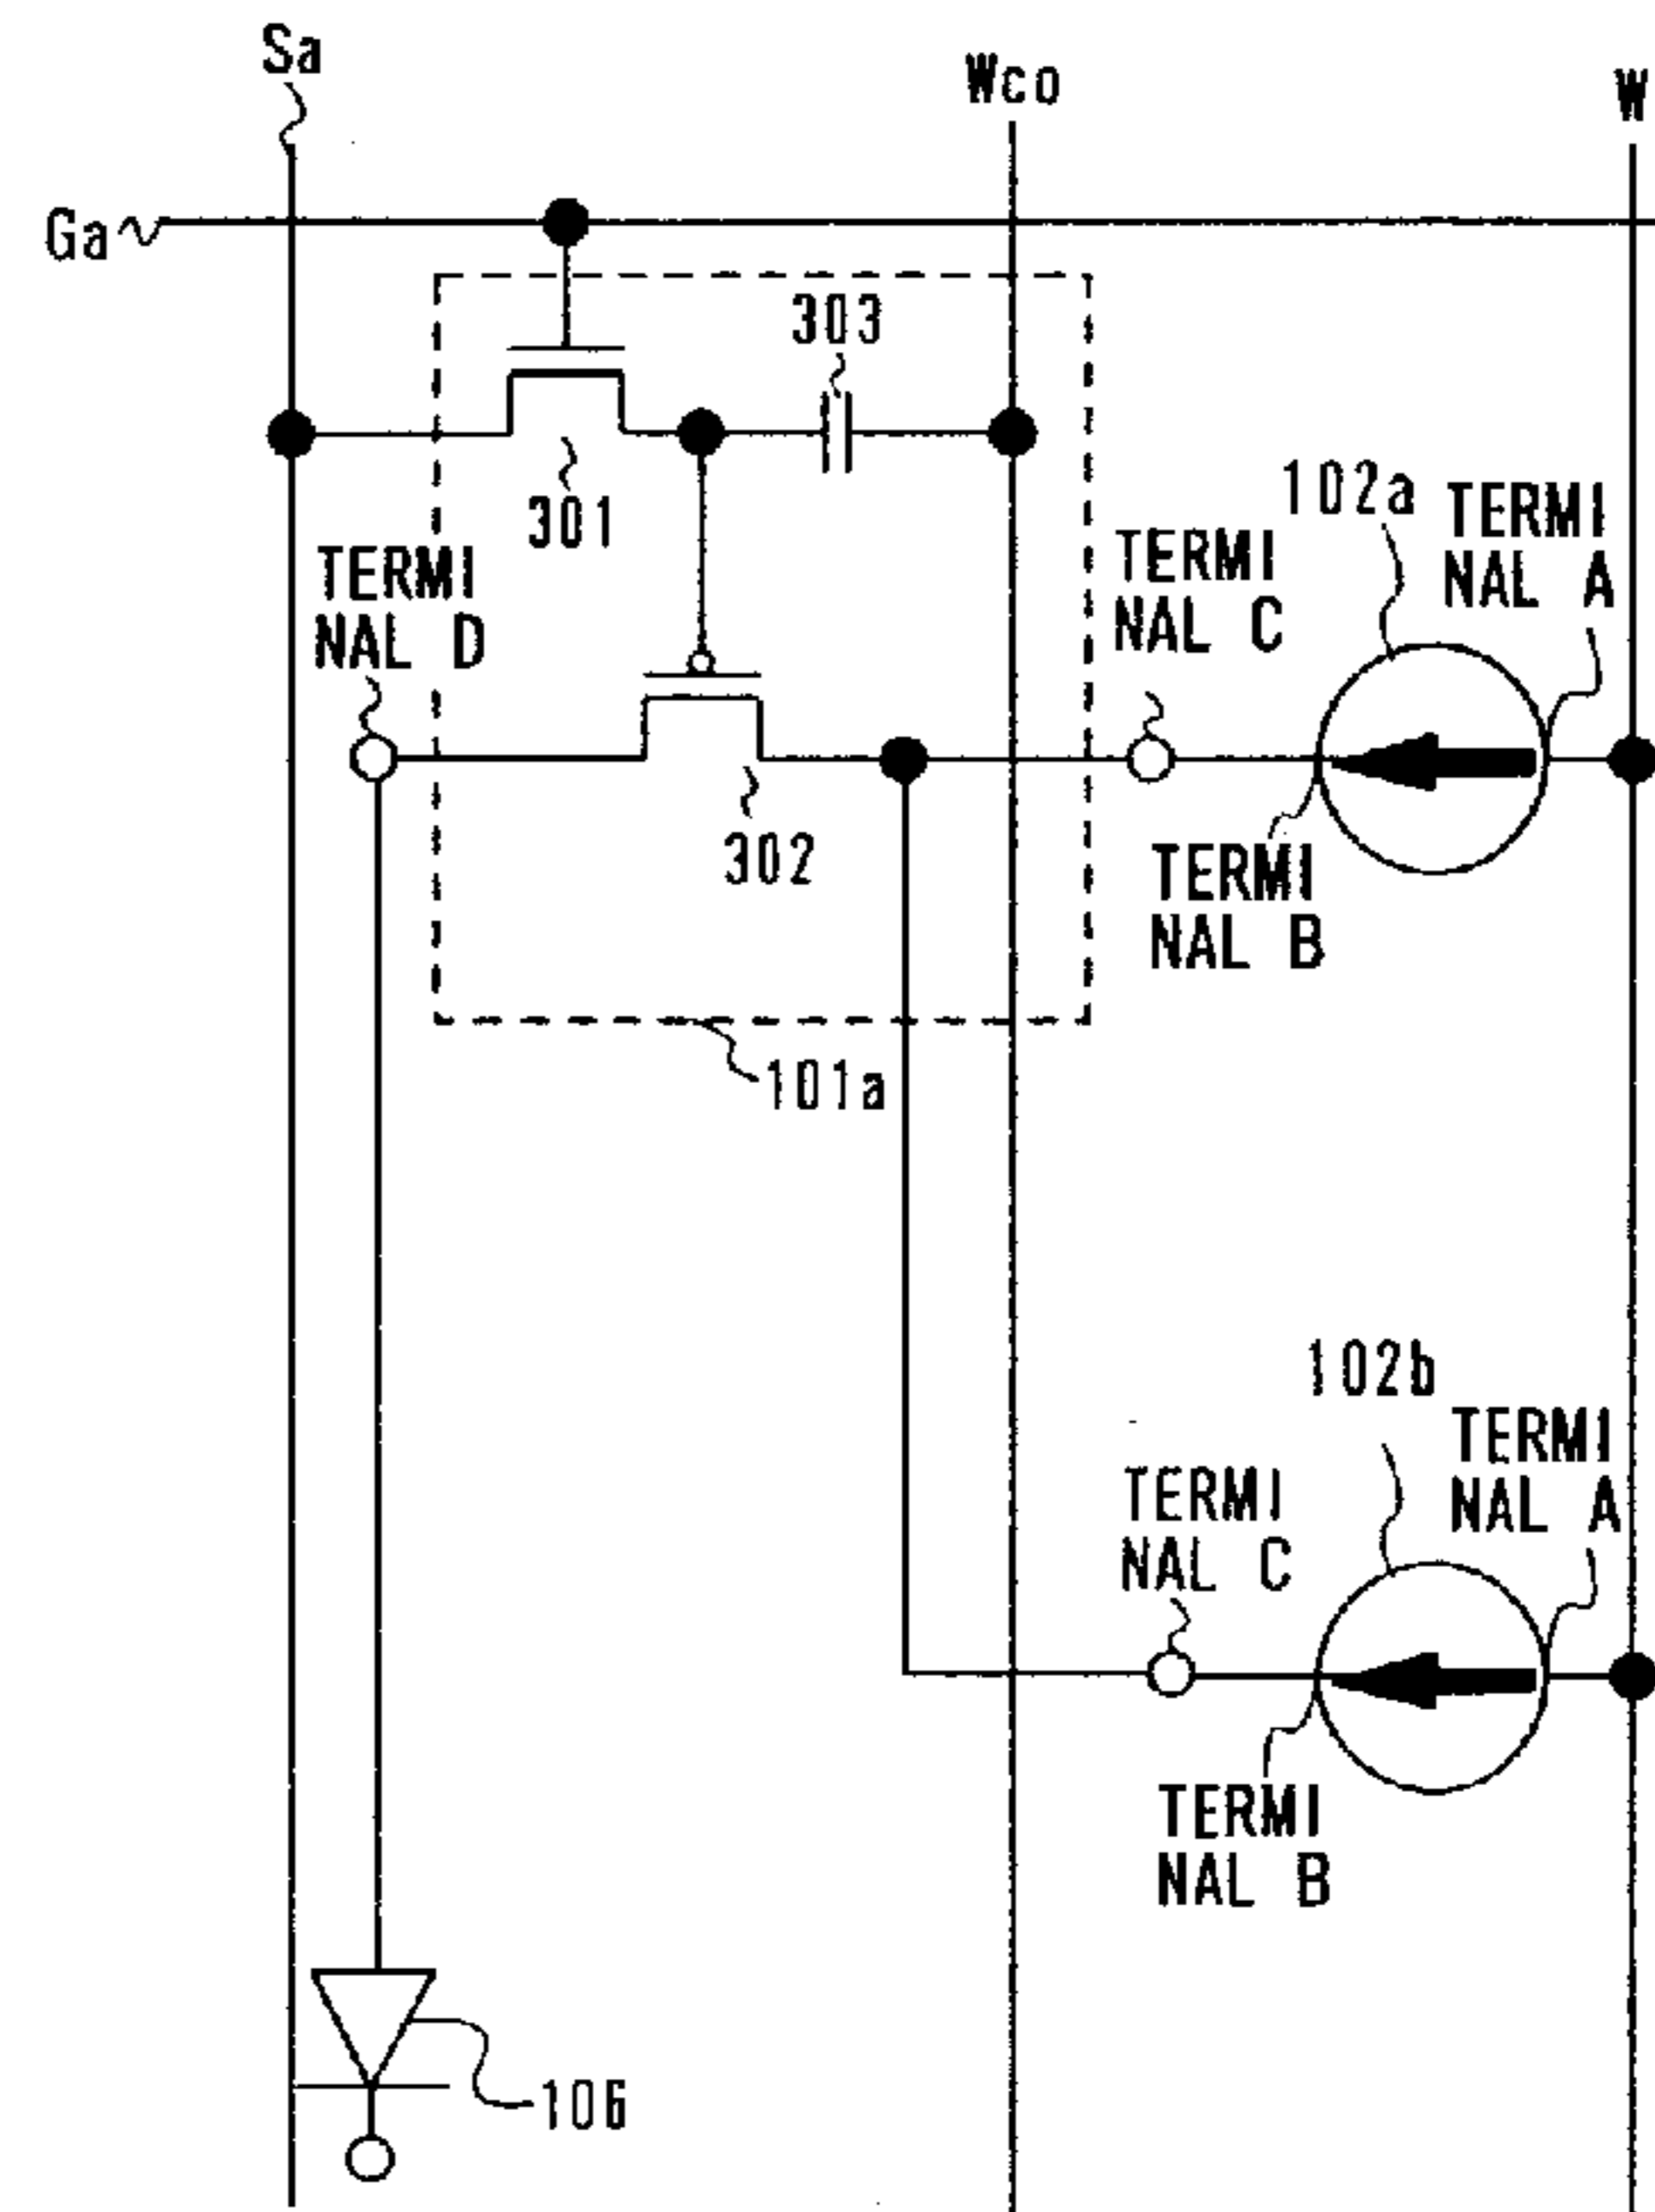 Sa
Wco
W
Ga
303
301
102a
TERMI
NAL A
TERMI
NAL C
TERMI
NAL D
302
TERMI
NAL B
101a
102b
TERMI
NAL A
TERMI
NAL C
TERMI
NAL B
106